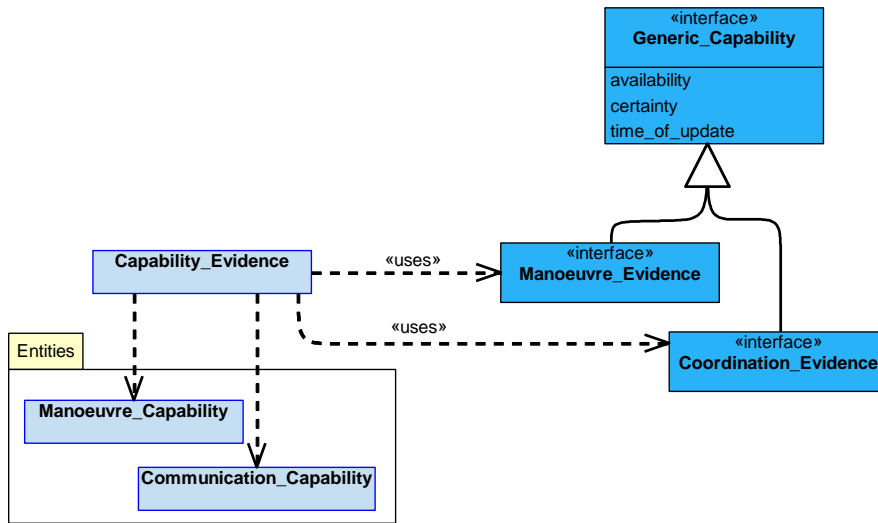 «interface»
Generic_Capability
availability
certainty
time_of_update
Capability_Evidence
«uses»
«interface»
Manoeuvre_Evidence
«uses»
«interface»
Coordination_Evidence
Entities
Manoeuvre_Capability
Communication_Capability